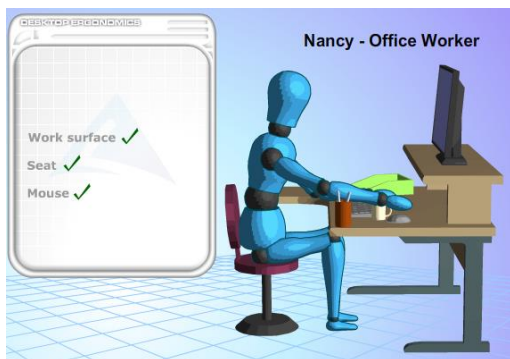 DESKTOP ERGONOMICS
Nancy - Office Worker
Work surface
Seat
Mouse